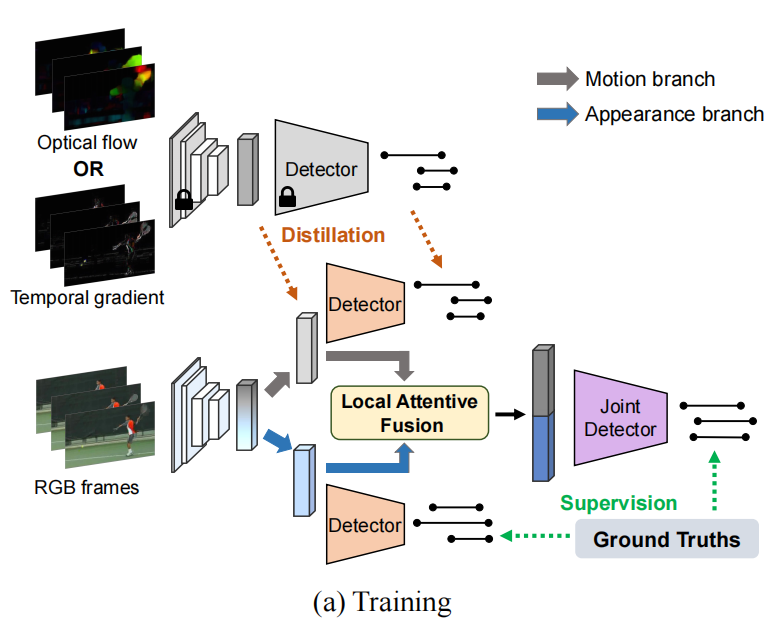 Optical flow
OR
Temporal gradient
RGB frames
Detector
Distillation
Detector
Local Attentive
Fusion
Detector
Motion branch
Appearance branch
Joint
Detector
Supervision
Ground Truths
(a) Training